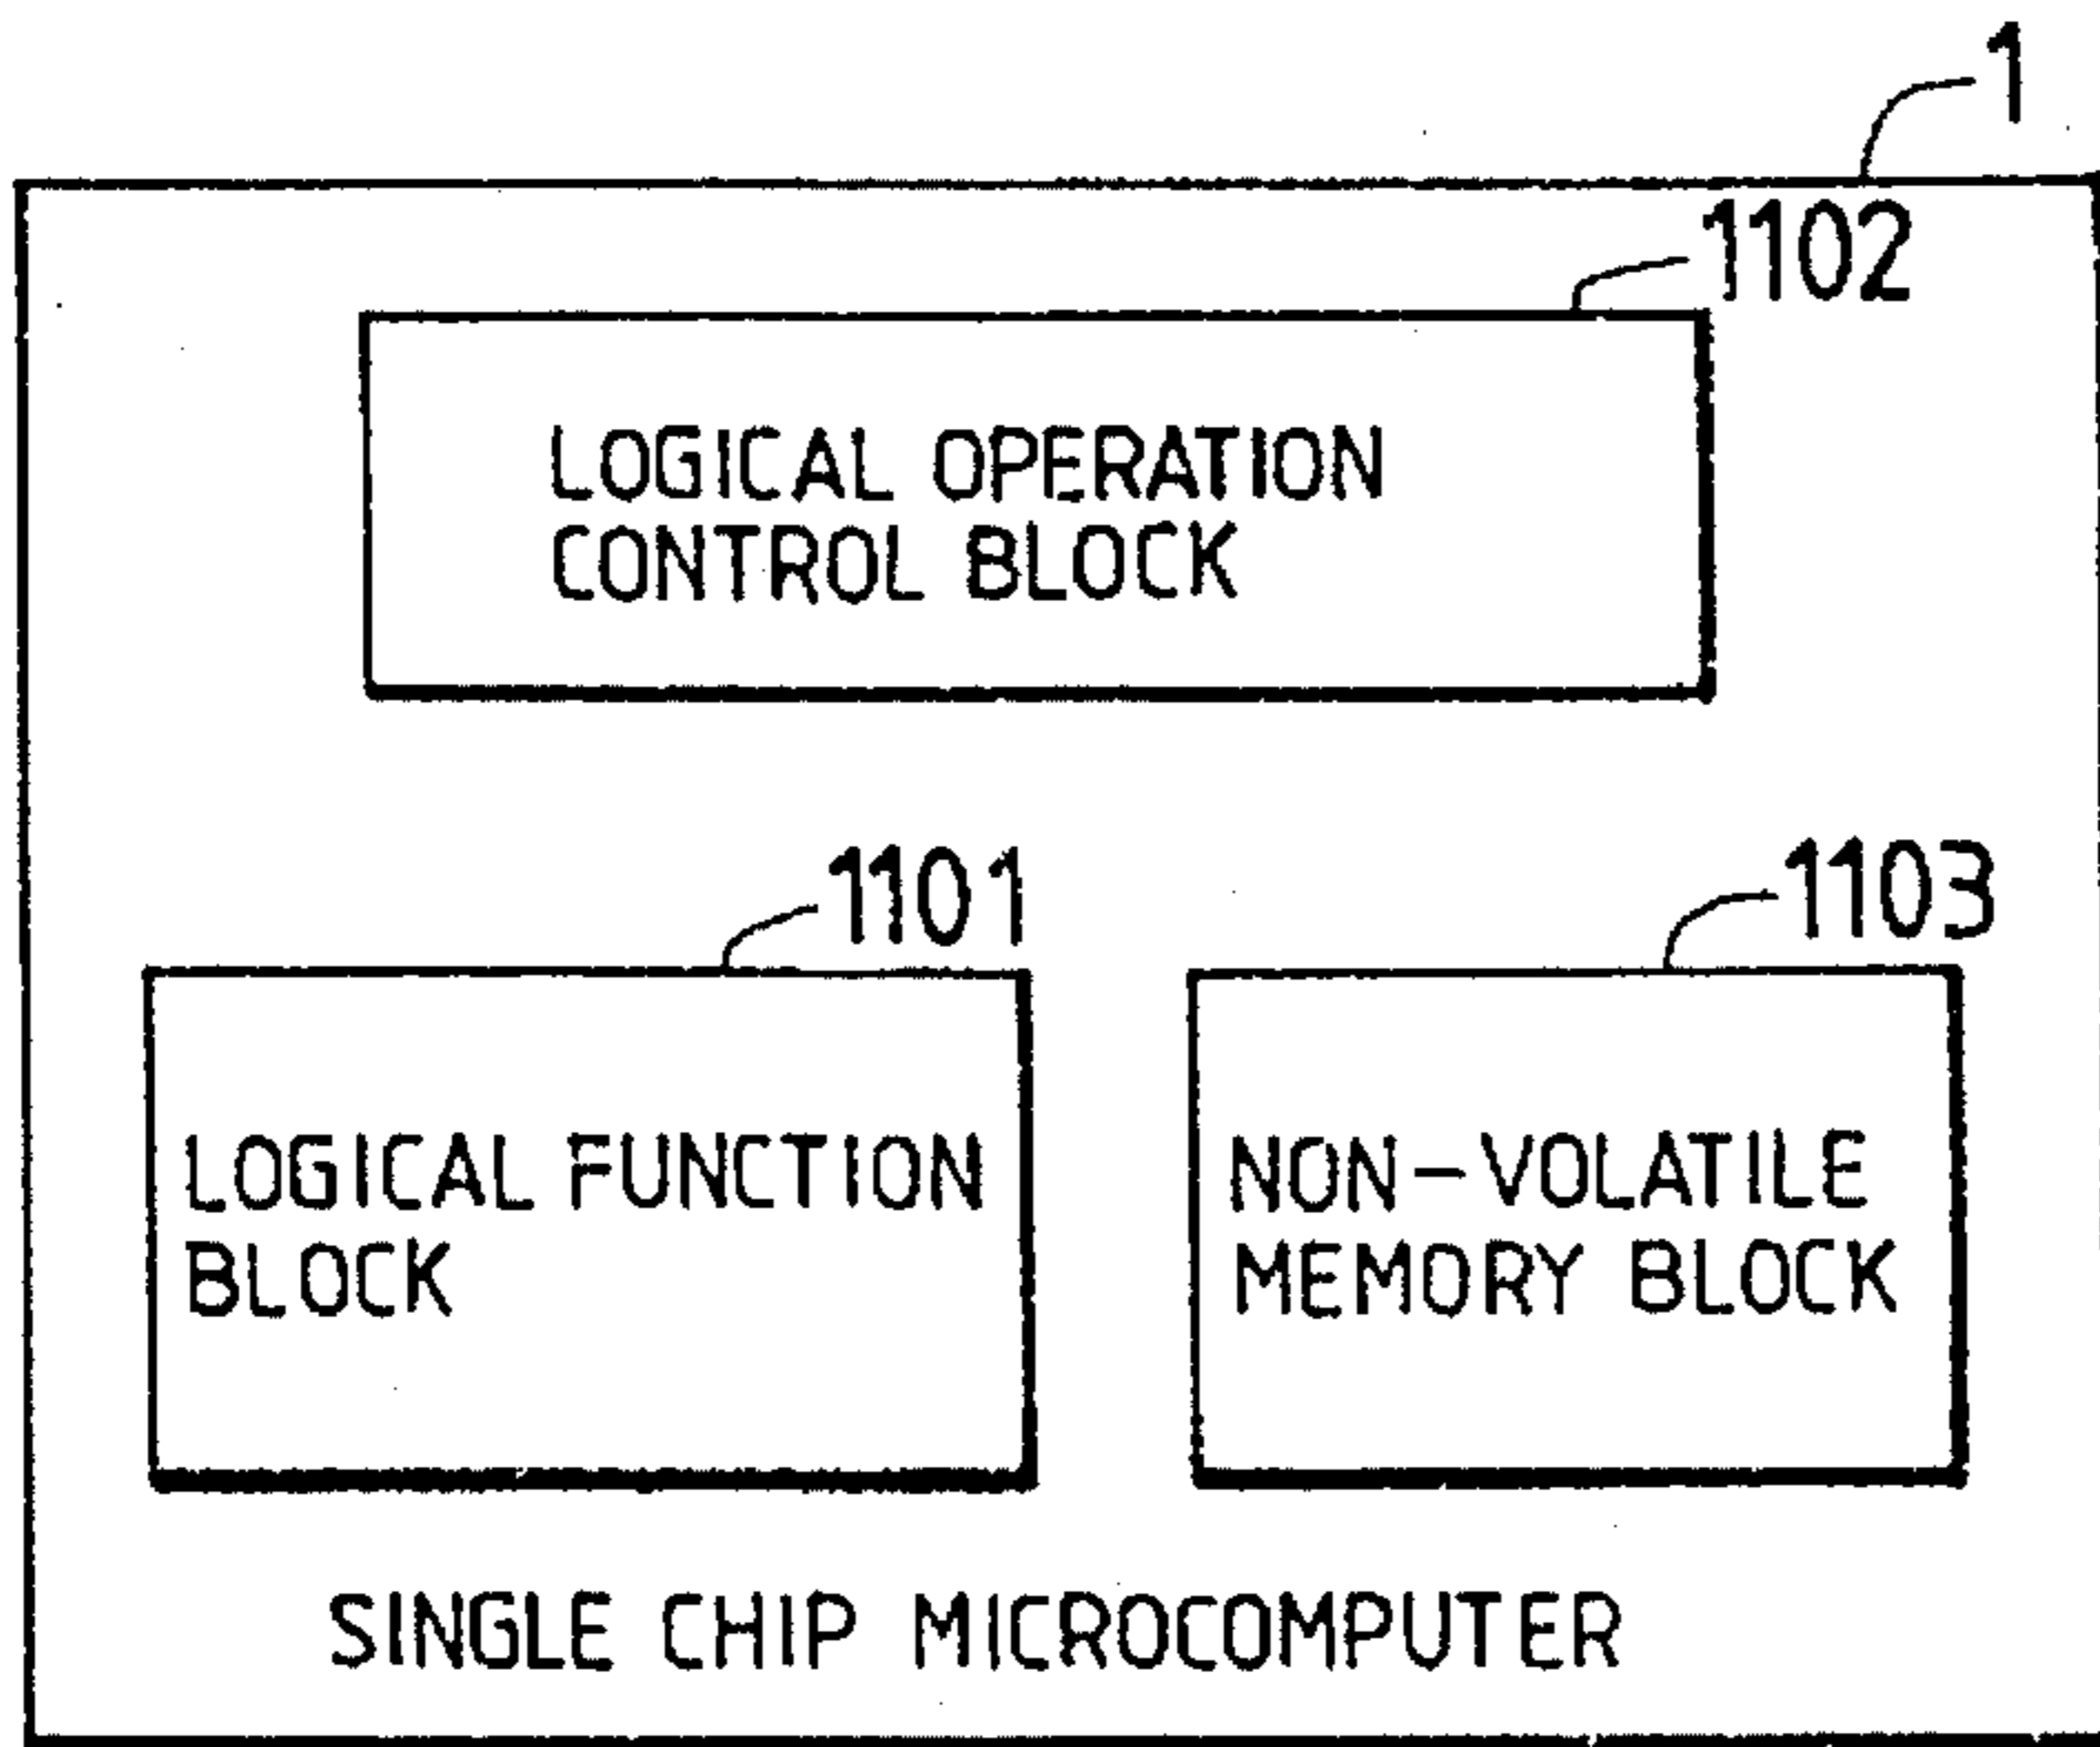 1
1102
LOGICAL OPERATION
CONTROL BLOCK
1101
1103
LOGICAL FUNCTION
BLOCK
NON-VOLATILE
MEMORY BLOCK
SINGLE CHIP MICROCOMPUTER